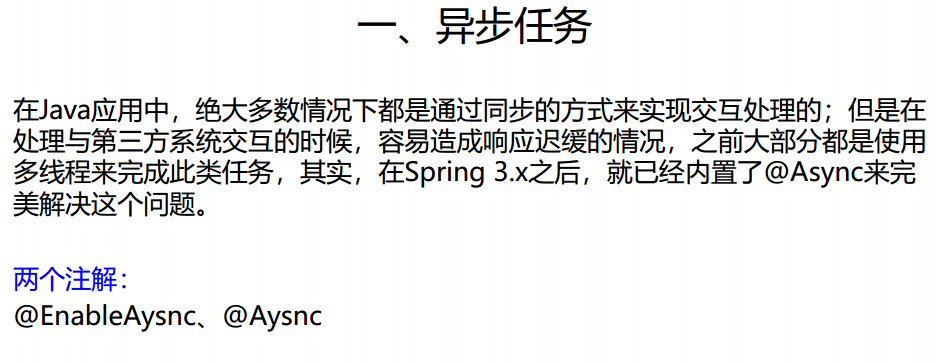 一、异步任务
在Java应用中，绝大多数情况下都是通过同步的方式来实现交互处理的；但是在
处理与第三方系统交互的时候，容易造成响应迟缓的情况，之前大部分都是使用
多线程来完成此类任务，其实，在Spring 3.x之后，就已经内置了@Async来完
美解决这个问题。
两个注解：
@EnableAysnc、@Aysnc